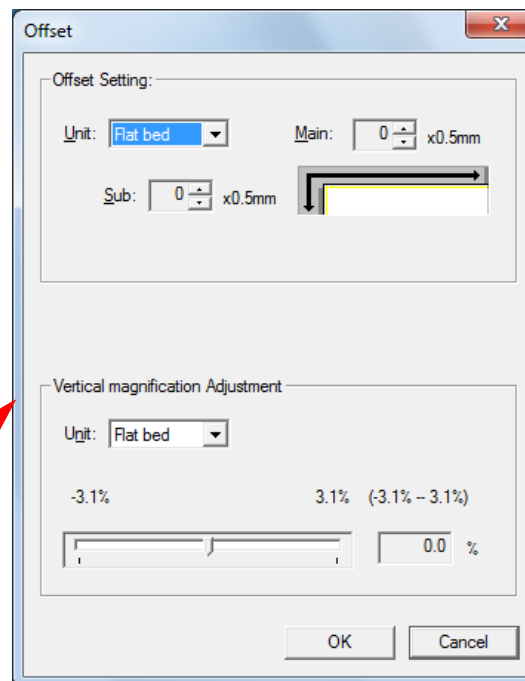 Offset
Offset Setting:
Unit: Flat bed Main: 0 x0.5mm
Sub: 0 x0.5mm
Vertical magnification Adjustment
Unit: Flat bed
-3.1% 3.1% (-3.1% -- 3.1%)
0.0 %
OK Cancel